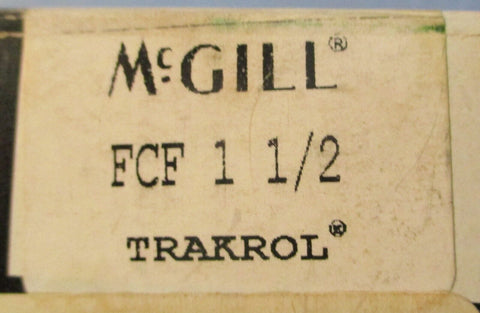 McGILL®
FCF 1 1/2
TRAKROL®